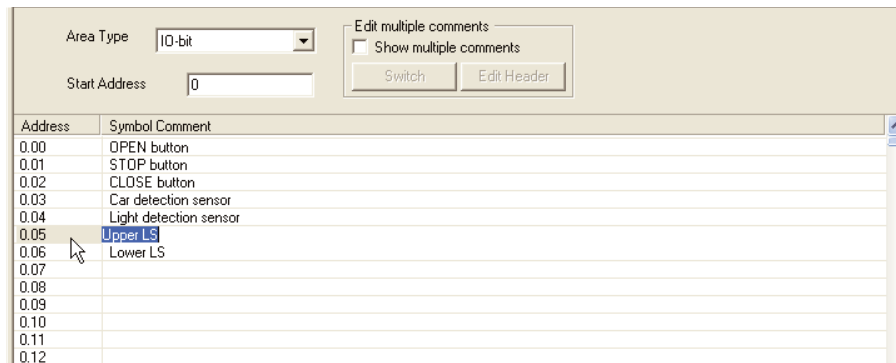 Edit multiple comments
Area Type IO-bit
Show multiple comments
Switch Edit Header
Start Address 0
Address Symbol Comment
0.00 OPEN button
0.01 STOP button
0.02 CLOSE button
0.03 Car detection sensor
0.04 Light detection sensor
0.05 Upper LS
0.06 Lower LS
0.07
0.08
0.09
0.10
0.11
0.12